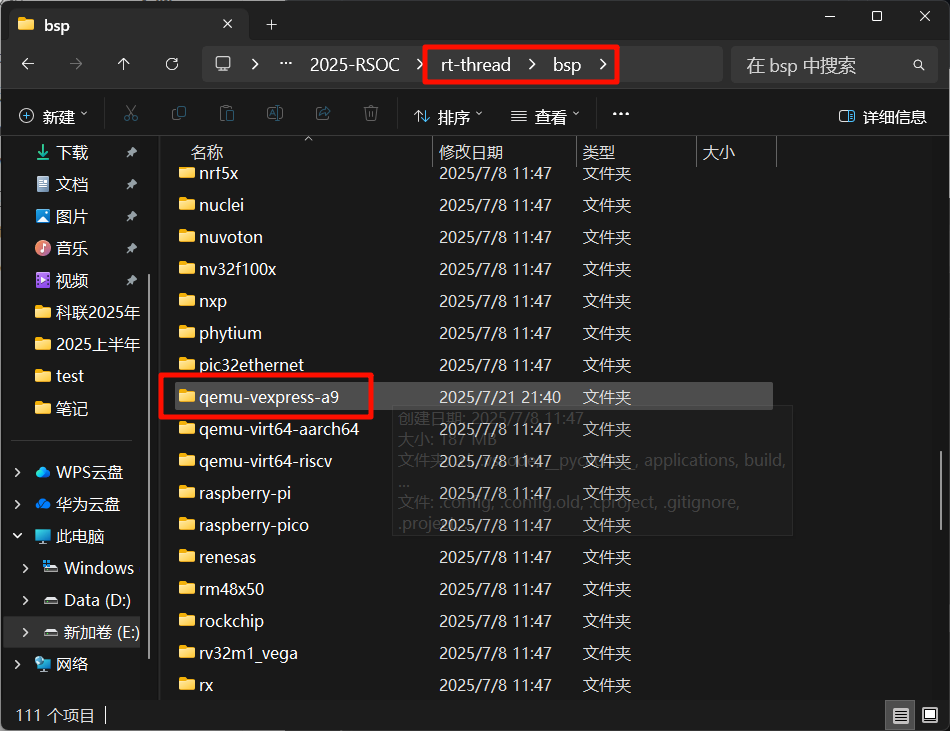 bsp
2025-RSOC
rt-thread
bsp
在 bsp 中搜索
新建
排序
查看
详细信息
下载
文档
图片
音乐
视频
科联2025年
2025上半年
test
笔记
WPS云盘
华为云盘
此电脑
Windows
Data (D:)
新加卷 (E:)
网络
名称 修改日期 类型 大小
nrf5x 2025/7/8 11:47 文件夹
nuclei 2025/7/8 11:47 文件夹
nuvoton 2025/7/8 11:47 文件夹
nv32f100x 2025/7/8 11:47 文件夹
nxp 2025/7/8 11:47 文件夹
phytium 2025/7/8 11:47 文件夹
pic32ethernet 2025/7/8 11:47 文件夹
qemu-vexpress-a9 2025/7/21 21:40 文件夹
qemu-virt64-aarch64 2025/7/8 11:47 文件夹
qemu-virt64-riscv 2025/7/8 11:47 文件夹
raspberry-pi 2025/7/8 11:47 文件夹
raspberry-pico 2025/7/8 11:47 文件夹
renesas 2025/7/8 11:47 文件夹
rm48x50 2025/7/8 11:47 文件夹
rockchip 2025/7/8 11:47 文件夹
rv32m1_vega 2025/7/8 11:47 文件夹
rx 2025/7/8 11:47 文件夹
创建日期: 2025/7/8 11:47
大小: 187 MB
applications, build,
...
文件: .config, .config.old, .cproject, .gitignore,
111 个项目